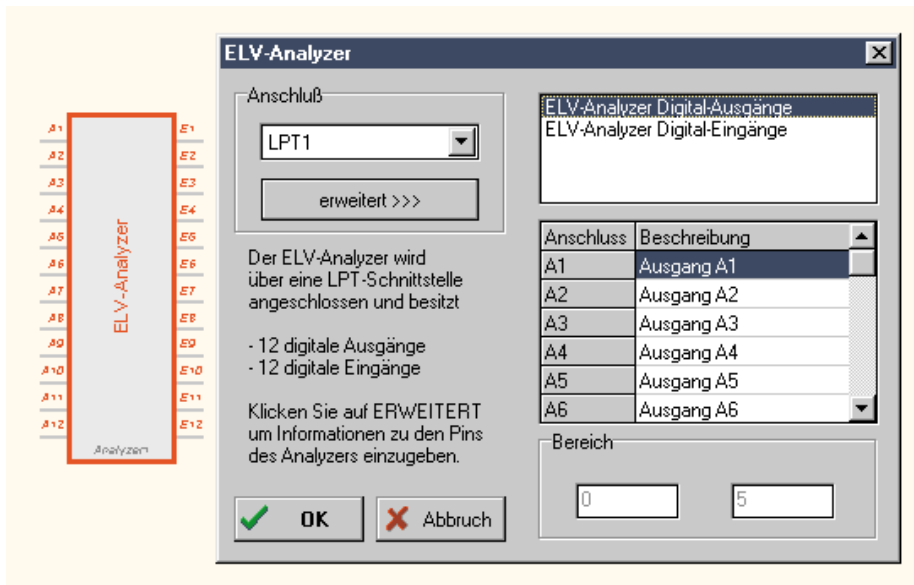 A1 E1
A2 E2
A3 E3
A4 E4
A5 E5
A6 E6
A7 E7
A8 E8
A9 E9
A10 E10
A11 E11
A12 E12
ELV-Analyzer
Analyzer1
ELV-Analyzer
Anschluß
LPT1
erweitert >>>
Der ELV-Analyzer wird
über eine LPT-Schnittstelle
angeschlossen und besitzt
- 12 digitale Ausgänge
- 12 digitale Eingänge
Klicken Sie auf ERWEITERT
um Informationen zu den Pins
des Analyzers einzugeben.
OK
Abbruch
ELV-Analyzer Digital-Ausgänge
ELV-Analyzer Digital-Eingänge
Anschluss Beschreibung
A1 Ausgang A1
A2 Ausgang A2
A3 Ausgang A3
A4 Ausgang A4
A5 Ausgang A5
A6 Ausgang A6
Bereich
0 5